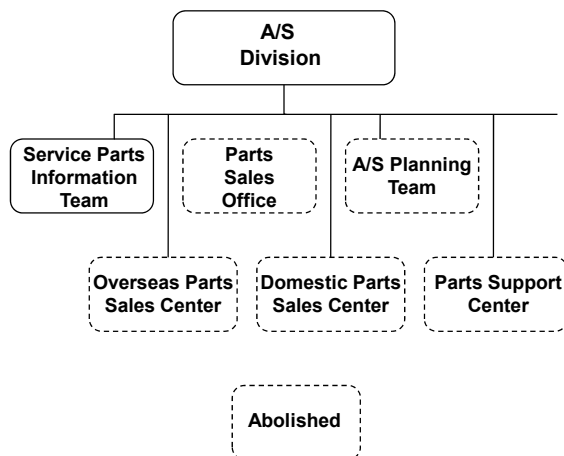 A/S
Division
Service Parts
Information
Team
Parts
Sales
Office
A/S Planning
Team
Overseas Parts
Sales Center
Domestic Parts
Sales Center
Parts Support
Center
Abolished